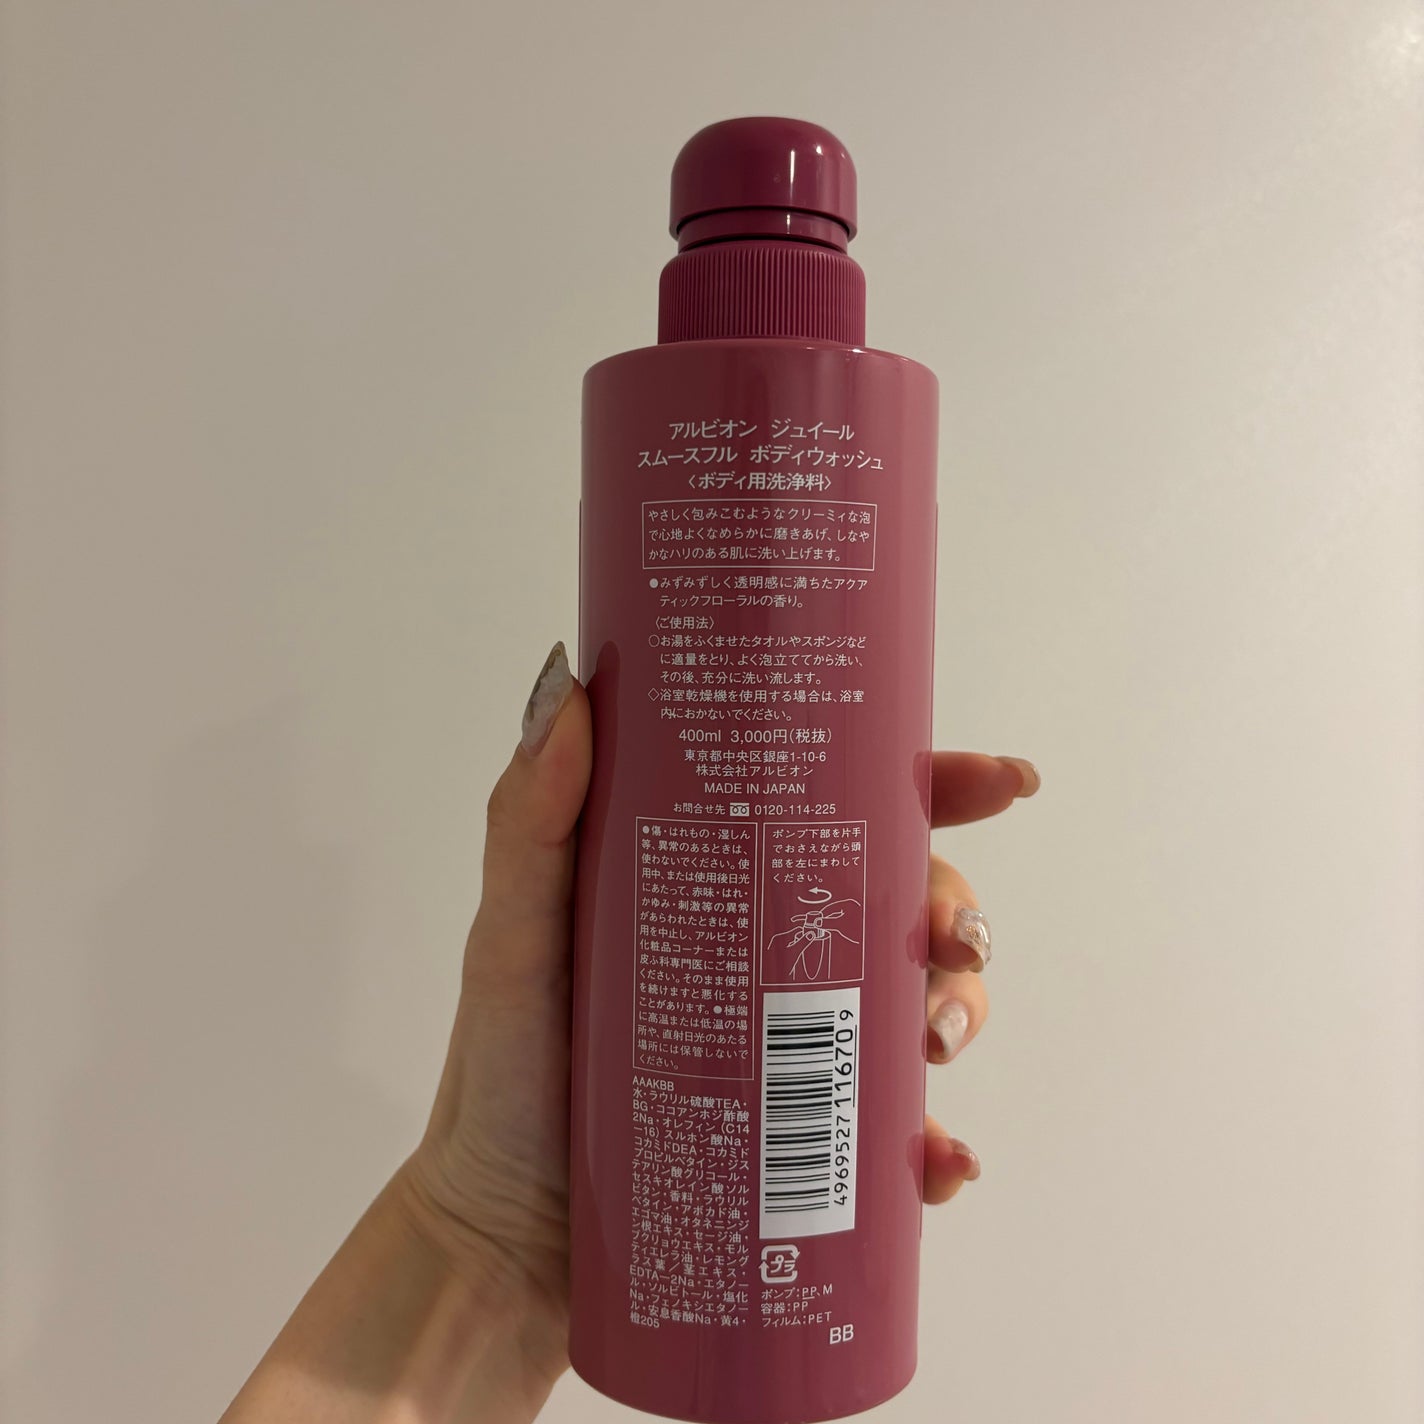 アルビオン ジュイール
スムースフル ボディウォッシュ
〈ボディ用洗浄料〉
やさしく包みこむようなクリーミィな泡
で心地よくなめらかに磨きあげ、しなや
かなハリのある肌に洗い上げます。
●みずみずしく透明感に満ちたアクア
ティックフローラルの香り。
〈ご使用法〉
○お湯をふくませたタオルやスポンジなど
に適量をとり、よく泡立ててから洗い、
その後、充分に洗い流します。
◇浴室乾燥機を使用する場合は、浴室
内におかないでください。
400ml 3,000円(税抜)
東京都中央区銀座1-10-6
株式会社アルビオン
MADE IN JAPAN
お問合せ先 0120-114-225
●傷・はれもの・湿しん
等、異常のあるときは、
使わないでください。使
用中、または使用後日光
にあたって、赤味・はれ・
かゆみ・刺激等の異常
があらわれたときは、使
用を中止し、アルビオン
化粧品コーナーまたは
皮ふ科専門医にご相談
ください。そのまま使用
を続けますと悪化する
ことがあります。●極端
に高温または低温の場
所や、直射日光のあたる
場所には保管しないで
ください。
ポンプ下部を片手
でおさえながら頭
部を左にまわして
ください。
4969527116709
AAAKBB
水・ラウリル硫酸TEA・
BG・ココアンホジ酢酸
2Na・オレフィン(C14
-16)スルホン酸Na・
コカミドDEA・コカミド
プロピルベタイン・ジス
テアリン酸グリコール・
セスキオレイン酸ソル
ビタン・香料・ラウリル
ベタイン・アボカド油・
エゴマ油・オタネニンジ
ン根エキス・セージ油・
ブクリョウエキス・モル
ティエレラ油・レモング
ラス葉/茎エキス・
EDTA-2Na・エタノー
ル・ソルビトール・塩化
Na・フェノキシエタノー
ル・安息香酸Na・黄4・
橙205
プラ
ポンプ:PP、M
容器:PP
フィルム:PET
BB